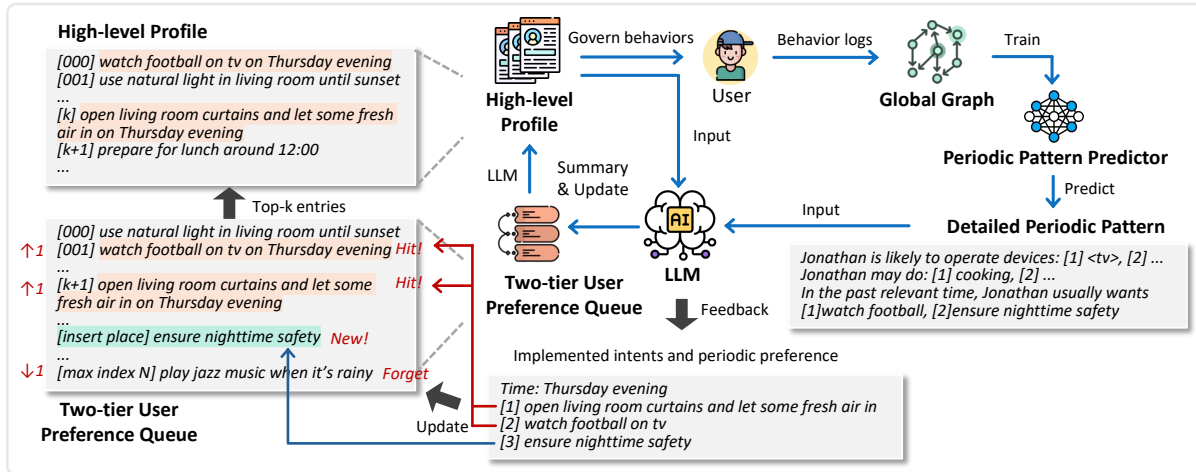 High-level Profile
[000] watch football on tv on Thursday evening
[001] use natural light in living room until sunset
...
[k] open living room curtains and let some fresh
air in on Thursday evening
[k+1] prepare for lunch around 12:00
...
Top-k entries
[000] use natural light in living room until sunset
↑1 [001] watch football on tv on Thursday evening Hit!
...
↑1 [k+1] open living room curtains and let some Hit!
fresh air in on Thursday evening
...
[insert place] ensure nighttime safety New!
...
↓1 [max index N] play jazz music when it's rainy Forget
Two-tier User
Preference Queue
High-level
Profile
Govern behaviors
User
Behavior logs
Global Graph
Train
Periodic Pattern Predictor
Predict
Detailed Periodic Pattern
Jonathan is likely to operate devices: [1] <tv>, [2] ...
Jonathan may do: [1] cooking, [2] ...
In the past relevant time, Jonathan usually wants
[1]watch football, [2]ensure nighttime safety
Input
Input
AI
LLM
Summary
& Update
LLM
Two-tier User
Preference Queue
Feedback
Implemented intents and periodic preference
Time: Thursday evening
[1] open living room curtains and let some fresh air in
[2] watch football on tv
[3] ensure nighttime safety
Update